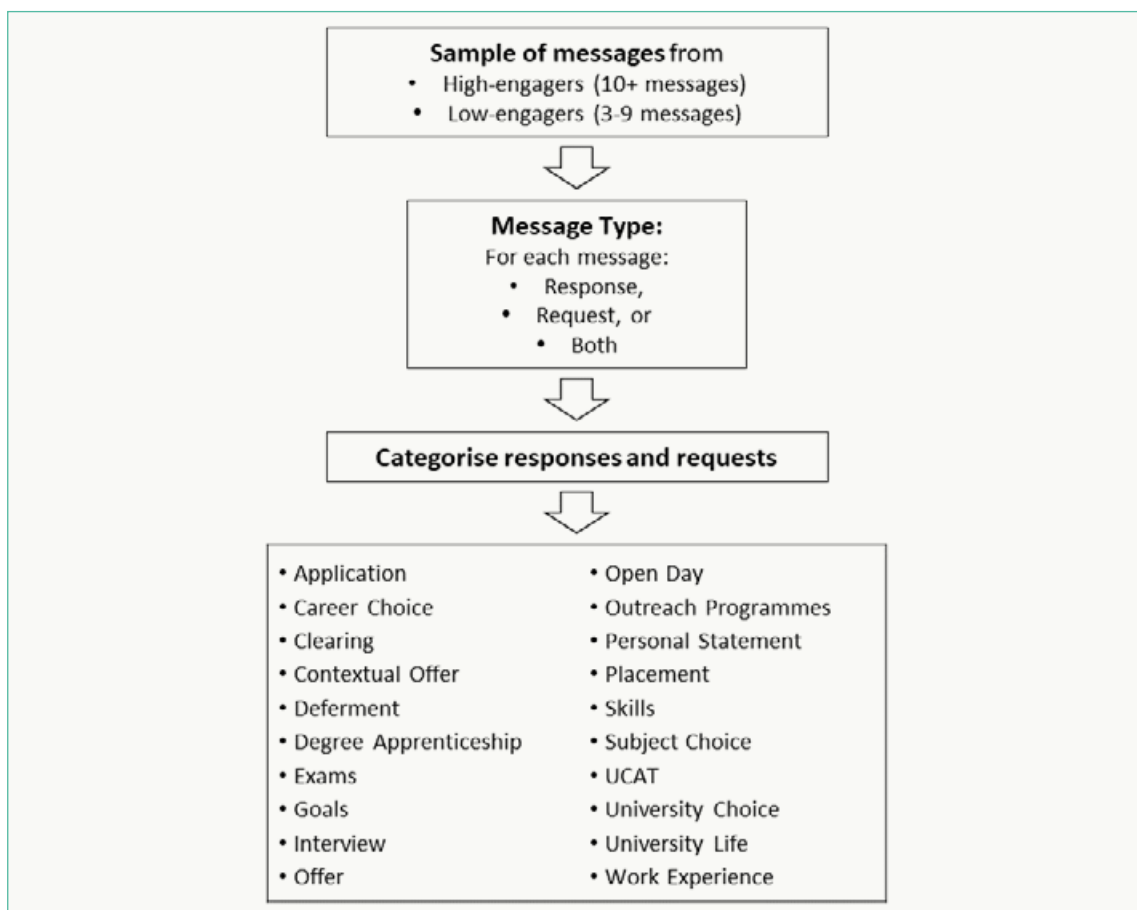 Sample of messages from
• High-engagers (10+ messages)
• Low-engagers (3-9 messages)
Message Type:
For each message:
• Response,
• Request, or
• Both
Categorise responses and requests
• Application
• Career Choice
• Clearing
• Contextual Offer
• Deferment
• Degree Apprenticeship
• Exams
• Goals
• Interview
• Offer
• Open Day
• Outreach Programmes
• Personal Statement
• Placement
• Skills
• Subject Choice
• UCAT
• University Choice
• University Life
• Work Experience